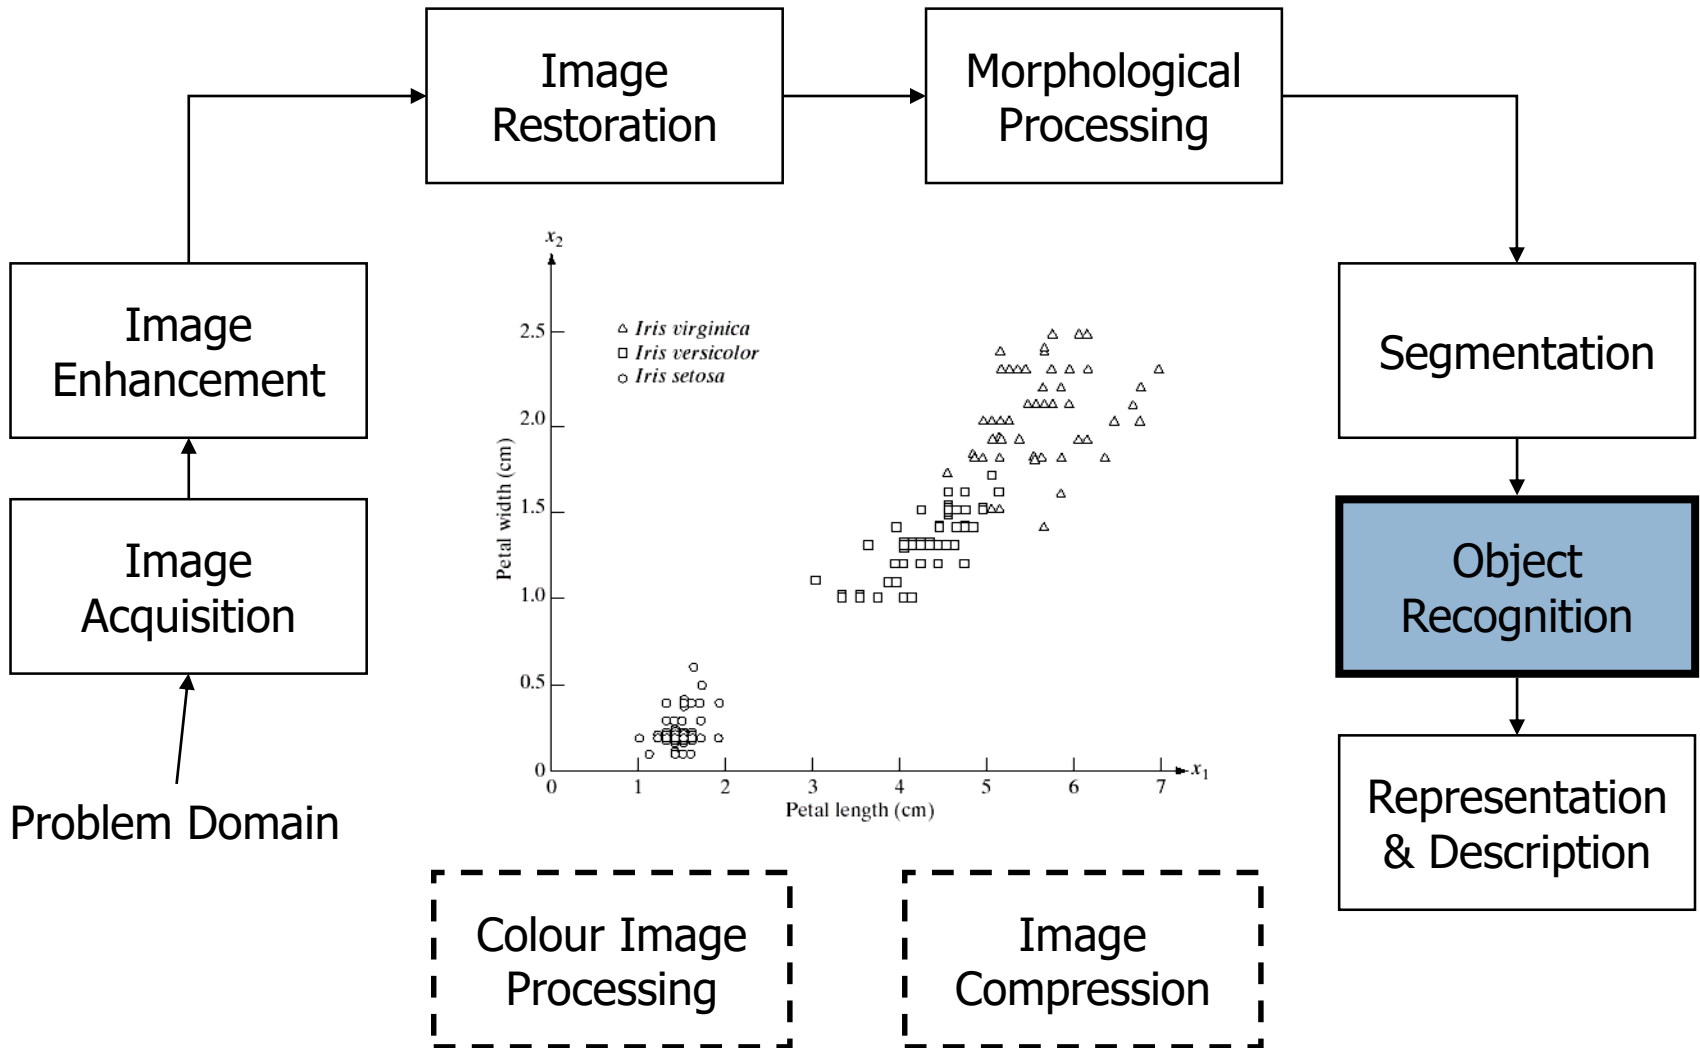 Image
Restoration
Morphological
Processing
Image
Enhancement
Segmentation
Image
Acquisition
Object
Recognition
Problem Domain
Representation
& Description
x2
2.5
2.0
1.5
1.0
0.5
0
Petal width (cm)
Iris virginica
Iris versicolor
Iris setosa
0 1 2 3 4 5 6 7
x1
Petal length (cm)
Colour Image
Processing
Image
Compression